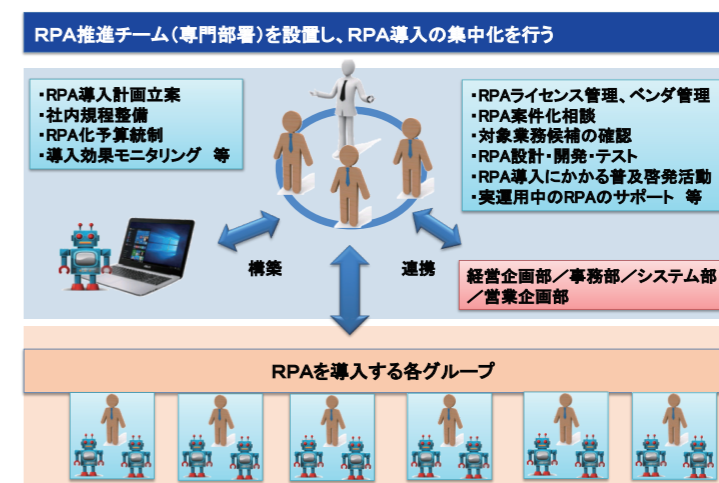 RPA推進チーム（専門部署）を設置し、RPA導入の集中化を行う
・RPA導入計画立案
・社内規程整備
・RPA化予算統制
・導入効果モニタリング　等
・RPAライセンス管理、ベンダ管理
・RPA案件化相談
・対象業務候補の確認
・RPA設計・開発・テスト
・RPA導入にかかる普及啓発活動
・実運用中のRPAのサポート　等
構築
連携
経営企画部／事務部／システム部
／営業企画部
RPAを導入する各グループ